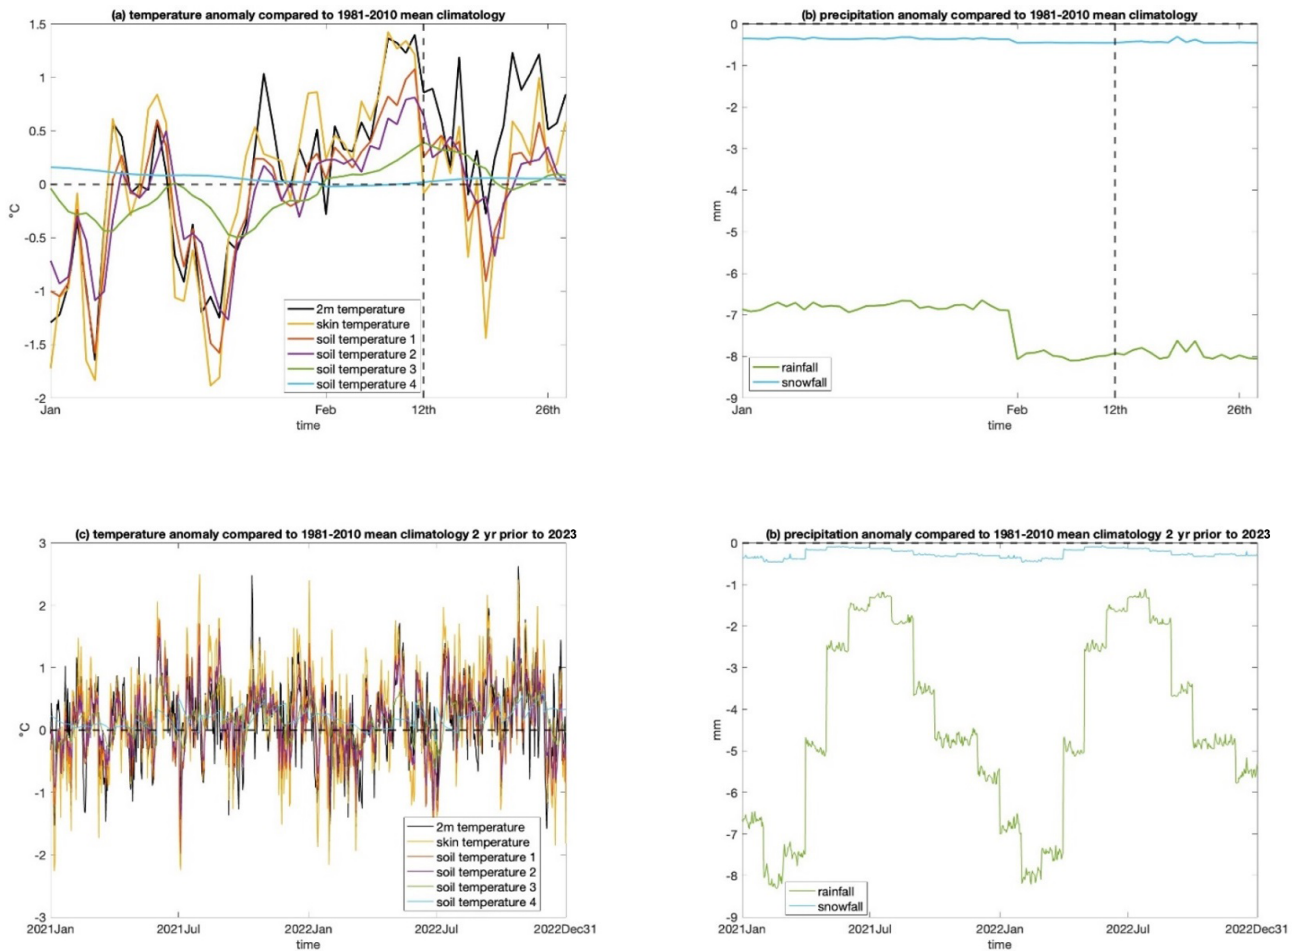 (a) temperature anomaly compared to 1981-2010 mean climatology
1.5
1
0.5
0
-0.5
-1
-1.5
-2
°C
2m temperature
skin temperature
soil temperature 1
soil temperature 2
soil temperature 3
soil temperature 4
Jan
Feb
12th
26th
time
(b) precipitation anomaly compared to 1981-2010 mean climatology
0
-1
-2
-3
-4
-5
-6
-7
-8
-9
mm
rainfall
snowfall
Jan
Feb
12th
26th
time
(c) temperature anomaly compared to 1981-2010 mean climatology 2 yr prior to 2023
3
2
1
0
-1
-2
-3
°C
2m temperature
skin temperature
soil temperature 1
soil temperature 2
soil temperature 3
soil temperature 4
2021Jan
2021Jul
2022Jan
2022Jul
2022Dec31
time
(b) precipitation anomaly compared to 1981-2010 mean climatology 2 yr prior to 2023
0
-1
-2
-3
-4
-5
-6
-7
-8
-9
mm
rainfall
snowfall
2021Jan
2021Jul
2022Jan
2022Jul
2022Dec31
time